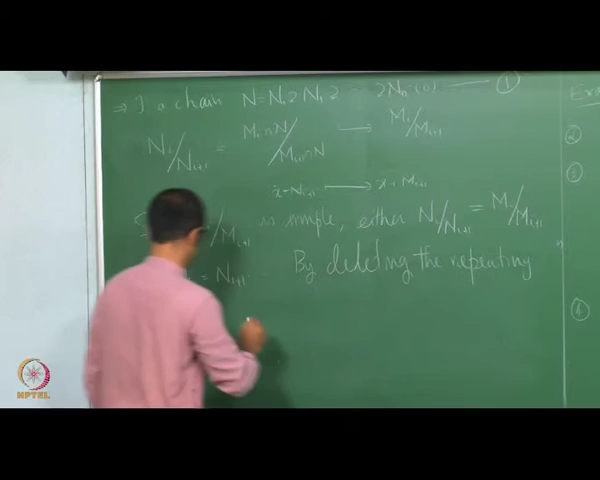 ⇒ ∃ a chain N = N₀ ⊇ N₁ ⊇ ⊇ Nₙ = (0) ——— ①
Nᵢ/Nᵢ₊₁ = Mᵢ∩N/Mᵢ₊₁∩N → Mᵢ/Mᵢ₊₁
x + Nᵢ₊₁ → x + Mᵢ₊₁
/Mᵢ₊₁ is simple, either Nᵢ/Nᵢ₊₁ = Mᵢ/Mᵢ₊₁
= Nᵢ₊₁. By deleting the repeating
②
③
④
NPTEL